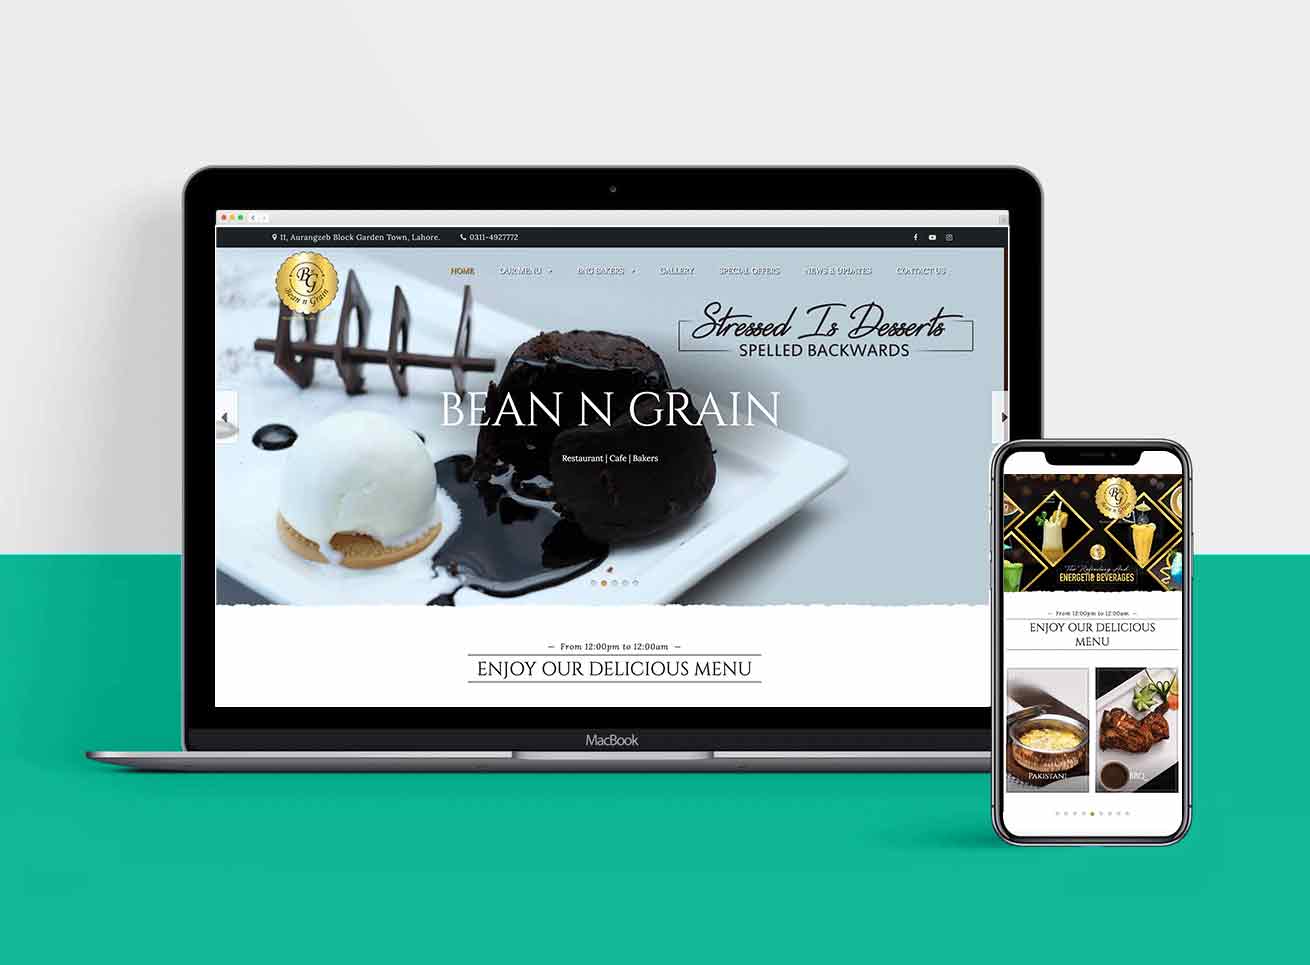 11, Aurangzeb Block Garden Town, Lahore. 0311-4927772
B G
Bean n Grain
HOME OUR MENU BNG BAKERS GALLERY SPECIAL OFFERS NEWS & UPDATES CONTACT US
Stressed Is Desserts
SPELLED BACKWARDS
BEAN N GRAIN
Restaurant | Cafe | Bakers
— From 12:00pm to 12:00am —
ENJOY OUR DELICIOUS MENU
MacBook
B G
The Refreshing And
ENERGETIC BEVERAGES
— From 12:00pm to 12:00am —
ENJOY OUR DELICIOUS
MENU
PAKISTANI
BBQ